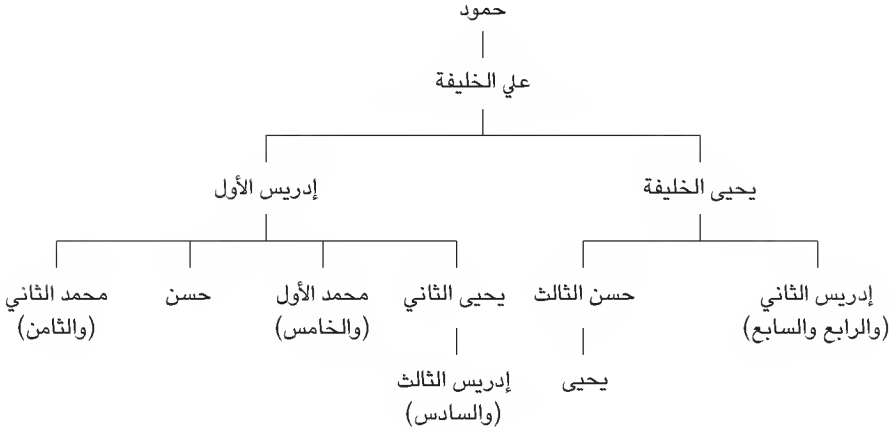 حمود
علي الخليفة
يحيى الخليفة
إدريس الأول
إدريس الثاني
(والرابع والسابع)
حسن الثالث
يحيى الثاني
محمد الأول
(والخامس)
حسن
محمد الثاني
(والثامن)
يحيى
إدريس الثالث
(والسادس)